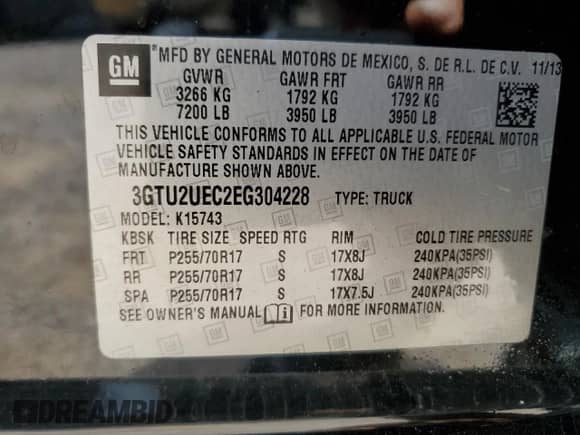 GM
*MFD BY GENERAL MOTORS DE MEXICO, S. DE R.L. DE C.V. 11/13
GVWR GAWR FRT GAWR RR
3266 KG 1792 KG 1792 KG
7200 LB 3950 LB 3950 LB
THIS VEHICLE CONFORMS TO ALL APPLICABLE U.S. FEDERAL MOTOR
VEHICLE SAFETY STANDARDS IN EFFECT ON THE DATE OF
MANUFACTURE SHOWN ABOVE.
3GTU2UEC2EG304228 TYPE: TRUCK
MODEL: K15743
KBSK TIRE SIZE SPEED RTG RIM COLD TIRE PRESSURE
FRT P255/70R17 S 17X8J 240KPA(35PSI)
RR P255/70R17 S 17X8J 240KPA(35PSI)
SPA P255/70R17 S 17X7.5J 240KPA(35PSI)
SEE OWNER'S MANUAL i FOR MORE INFORMATION.
DREAMBID